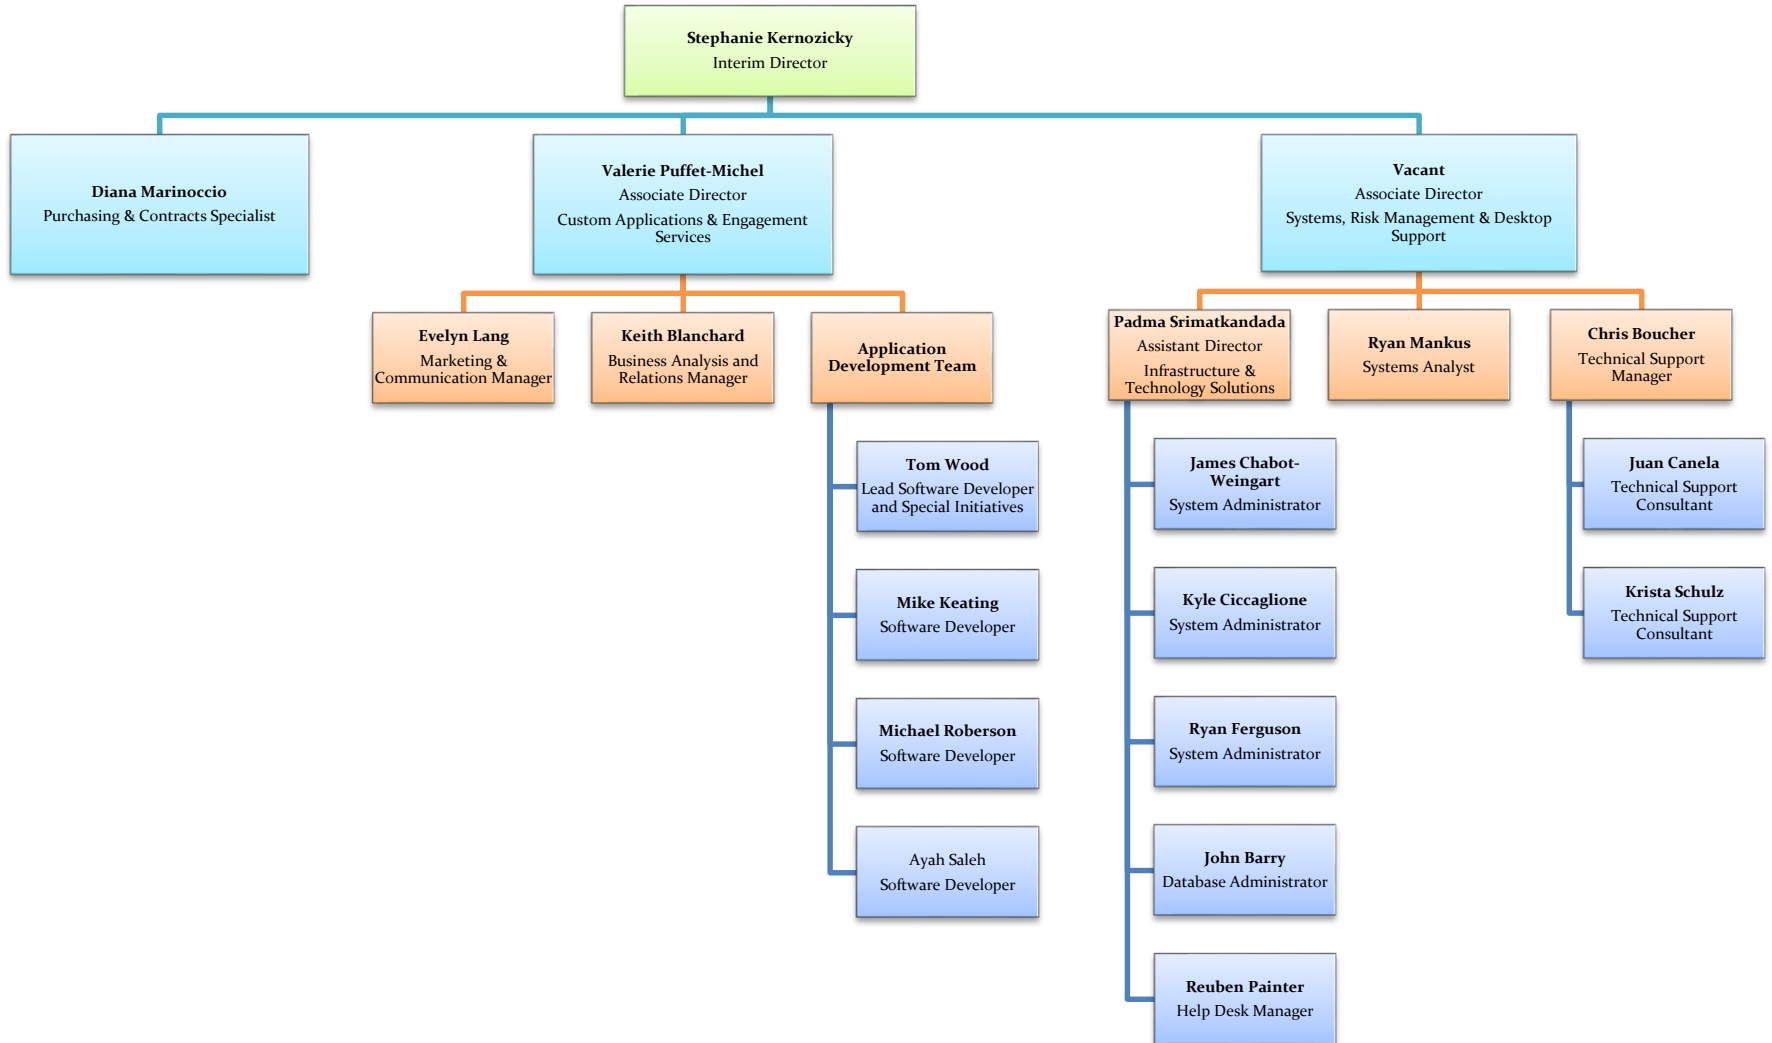 Stephanie Kernozicky
Interim Director
Diana Marinoccio
Purchasing & Contracts Specialist
Valerie Puffet-Michel
Associate Director
Custom Applications & Engagement
Services
Vacant
Associate Director
Systems, Risk Management & Desktop
Support
Evelyn Lang
Marketing &
Communication Manager
Keith Blanchard
Business Analysis and
Relations Manager
Application
Development Team
Tom Wood
Lead Software Developer
and Special Initiatives
Mike Keating
Software Developer
Michael Roberson
Software Developer
Ayah Saleh
Software Developer
Padma Srimatkandada
Assistant Director
Infrastructure &
Technology Solutions
James Chabot-
Weingart
System Administrator
Kyle Ciccaglione
System Administrator
Ryan Ferguson
System Administrator
John Barry
Database Administrator
Reuben Painter
Help Desk Manager
Ryan Mankus
Systems Analyst
Chris Boucher
Technical Support
Manager
Juan Canela
Technical Support
Consultant
Krista Schulz
Technical Support
Consultant